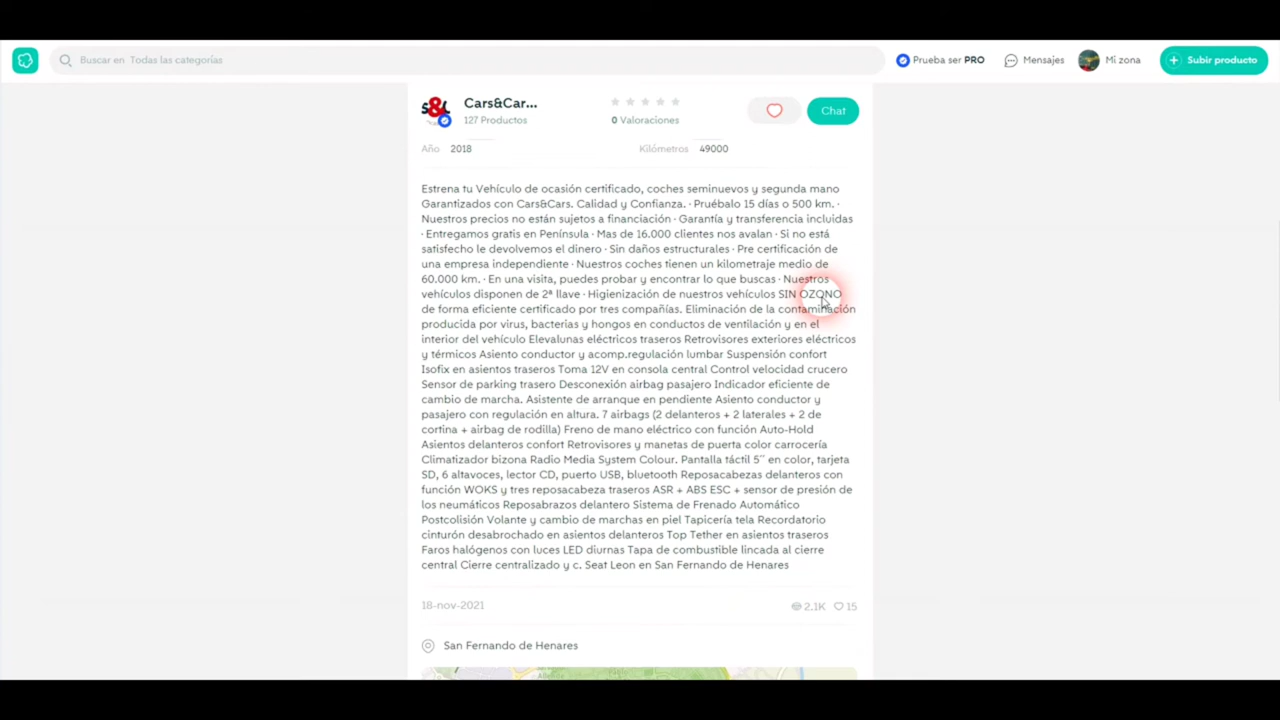 Buscar en Todas las categorías
Prueba ser PRO
Mensajes
Mi zona
Subir producto
Cars&Car...
127 Productos
0 Valoraciones
Chat
Año 2018
Kilómetros 49000
Estrena tu Vehículo de ocasión certificado, coches seminuevos y segunda mano
Garantizados con Cars&Cars. Calidad y Confianza. · Pruébalo 15 días o 500 km. ·
Nuestros precios no están sujetos a financiación · Garantía y transferencia incluidas
· Entregamos gratis en Península · Mas de 16.000 clientes nos avalan · Si no está
satisfecho le devolvemos el dinero · Sin daños estructurales · Pre certificación de
una empresa independiente · Nuestros coches tienen un kilometraje medio de
60.000 km. · En una visita, puedes probar y encontrar lo que buscas · Nuestros
vehículos disponen de 2ª llave · Higienización de nuestros vehículos SIN OZONO
de forma eficiente certificado por tres compañías. Eliminación de la contaminación
producida por virus, bacterias y hongos en conductos de ventilación y en el
interior del vehículo Elevalunas eléctricos traseros Retrovisores exteriores eléctricos
y térmicos Asiento conductor y acomp.regulación lumbar Suspensión confort
Isofix en asientos traseros Toma 12V en consola central Control velocidad crucero
Sensor de parking trasero Desconexión airbag pasajero Indicador eficiente de
cambio de marcha. Asistente de arranque en pendiente Asiento conductor y
pasajero con regulación en altura. 7 airbags (2 delanteros + 2 laterales + 2 de
cortina + airbag de rodilla) Freno de mano eléctrico con función Auto-Hold
Asientos delanteros confort Retrovisores y manetas de puerta color carrocería
Climatizador bizona Radio Media System Colour. Pantalla táctil 5´´ en color, tarjeta
SD, 6 altavoces, lector CD, puerto USB, bluetooth Reposacabezas delanteros con
función WOKS y tres reposacabeza traseros ASR + ABS ESC + sensor de presión de
los neumáticos Reposabrazos delantero Sistema de Frenado Automático
Postcolisión Volante y cambio de marchas en piel Tapicería tela Recordatorio
cinturón desabrochado en asientos delanteros Top Tether en asientos traseros
Faros halógenos con luces LED diurnas Tapa de combustible lincada al cierre
central Cierre centralizado y c. Seat Leon en San Fernando de Henares
18-nov-2021
2.1K 15
San Fernando de Henares